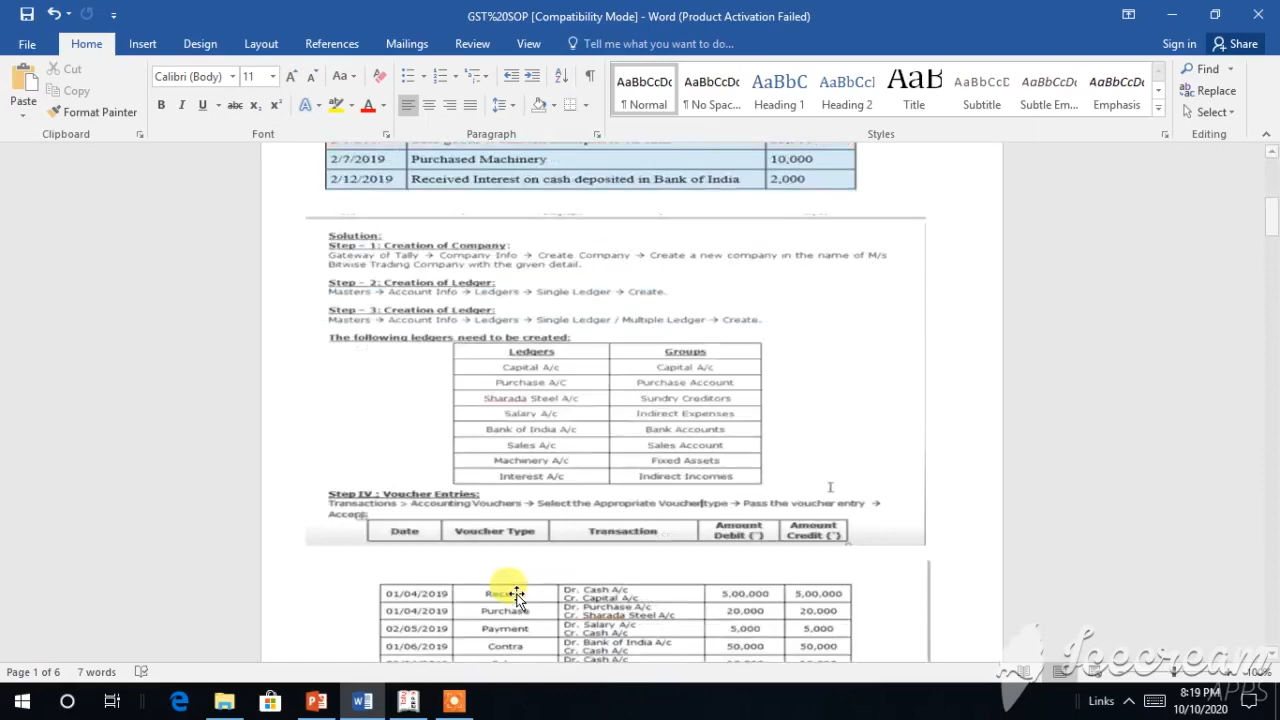 GST%20SOP [Compatibility Mode] - Word (Product Activation Failed)
File Home Insert Design Layout References Mailings Review View Tell me what you want to do... Sign in Share
Paste Cut Copy Format Painter
Calibri (Body) 11
AaBbCcDc AaBbCcDc AaBbC AaBbCcI AaB AaBbCcD AaBbCcDc AaBbCcDc
¶ Normal ¶ No Spac... Heading 1 Heading 2 Title Subtitle Subtle Em... Emphasis
Find Replace Select
Clipboard Font Paragraph Styles Editing
2/7/2019 Purchased Machinery 10,000
2/12/2019 Received Interest on cash deposited in Bank of India 2,000
Solution:
Step – 1: Creation of Company:
Gateway of Tally → Company Info → Create Company → Create a new company in the name of M/s
Bitwise Trading Company with the given detail.
Step – 2: Creation of Ledger:
Masters → Account Info → Ledgers → Single Ledger → Create.
Step – 3: Creation of Ledger:
Masters → Account Info → Ledgers → Single Ledger / Multiple Ledger → Create.
The following ledgers need to be created:
Ledgers Groups
Capital A/c Capital A/c
Purchase A/C Purchase Account
Sharada Steel A/c Sundry Creditors
Salary A/c Indirect Expenses
Bank of India A/c Bank Accounts
Sales A/c Sales Account
Machinery A/c Fixed Assets
Interest A/c Indirect Incomes
Step IV : Voucher Entries:
Transactions > Accounting Vouchers → Select the Appropriate Voucher type → Pass the voucher entry →
Accept
Date Voucher Type Transaction Amount Debit (`) Amount Credit (`)
01/04/2019 Dr. Cash A/c Cr. Capital A/c 5,00,000 5,00,000
01/04/2019 Purchase Dr. Purchase A/c Cr. Sharada Steel A/c 20,000 20,000
02/05/2019 Payment Dr. Salary A/c Cr. Cash A/c 5,000 5,000
01/06/2019 Contra Dr. Bank of India A/c Cr. Cash A/c 50,000 50,000
Dr. Cash A/c
Icecream
APPS
Page 1 of 6 7 words 100%
Links 8:19 PM
10/10/2020